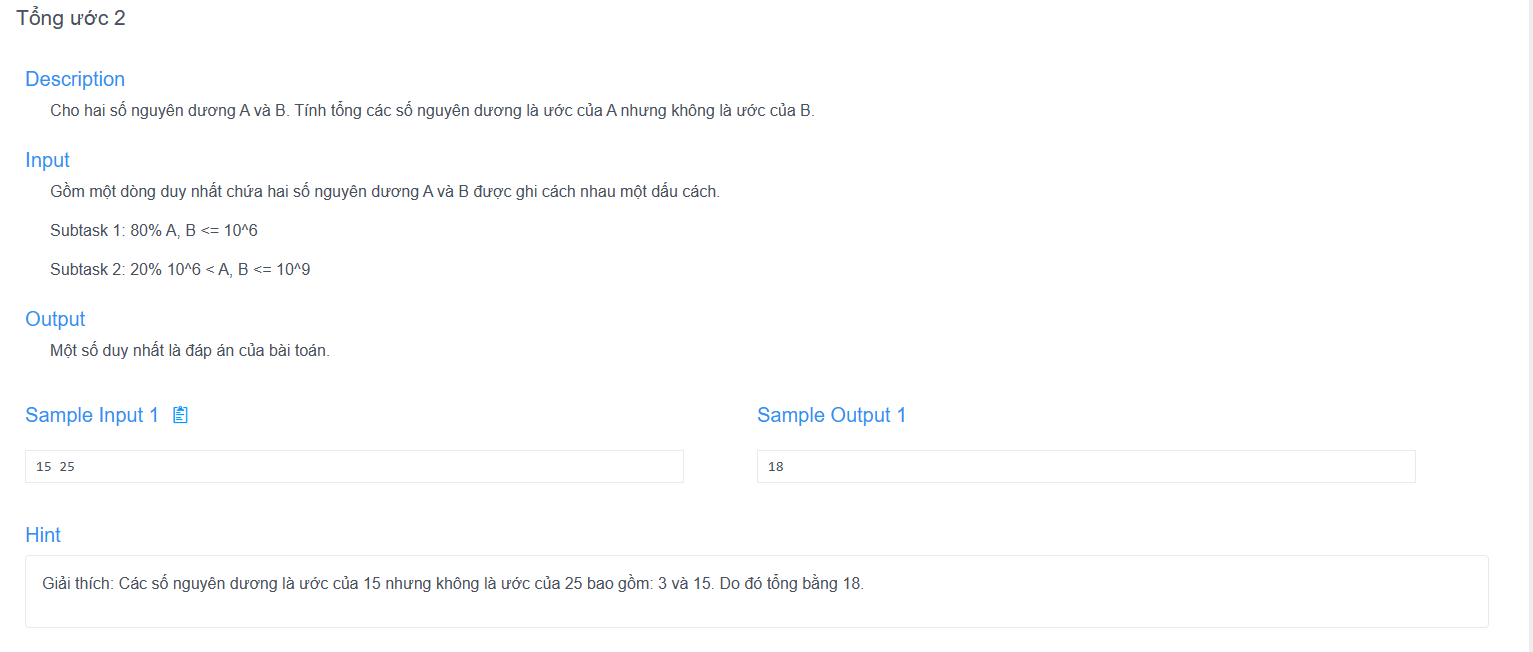 Tổng ước 2
Description
Cho hai số nguyên dương A và B. Tính tổng các số nguyên dương là ước của A nhưng không là ước của B.
Input
Gồm một dòng duy nhất chứa hai số nguyên dương A và B được ghi cách nhau một dấu cách.
Subtask 1: 80% A, B <= 10^6
Subtask 2: 20% 10^6 < A, B <= 10^9
Output
Một số duy nhất là đáp án của bài toán.
Sample Input 1
15 25
Sample Output 1
18
Hint
Giải thích: Các số nguyên dương là ước của 15 nhưng không là ước của 25 bao gồm: 3 và 15. Do đó tổng bằng 18.